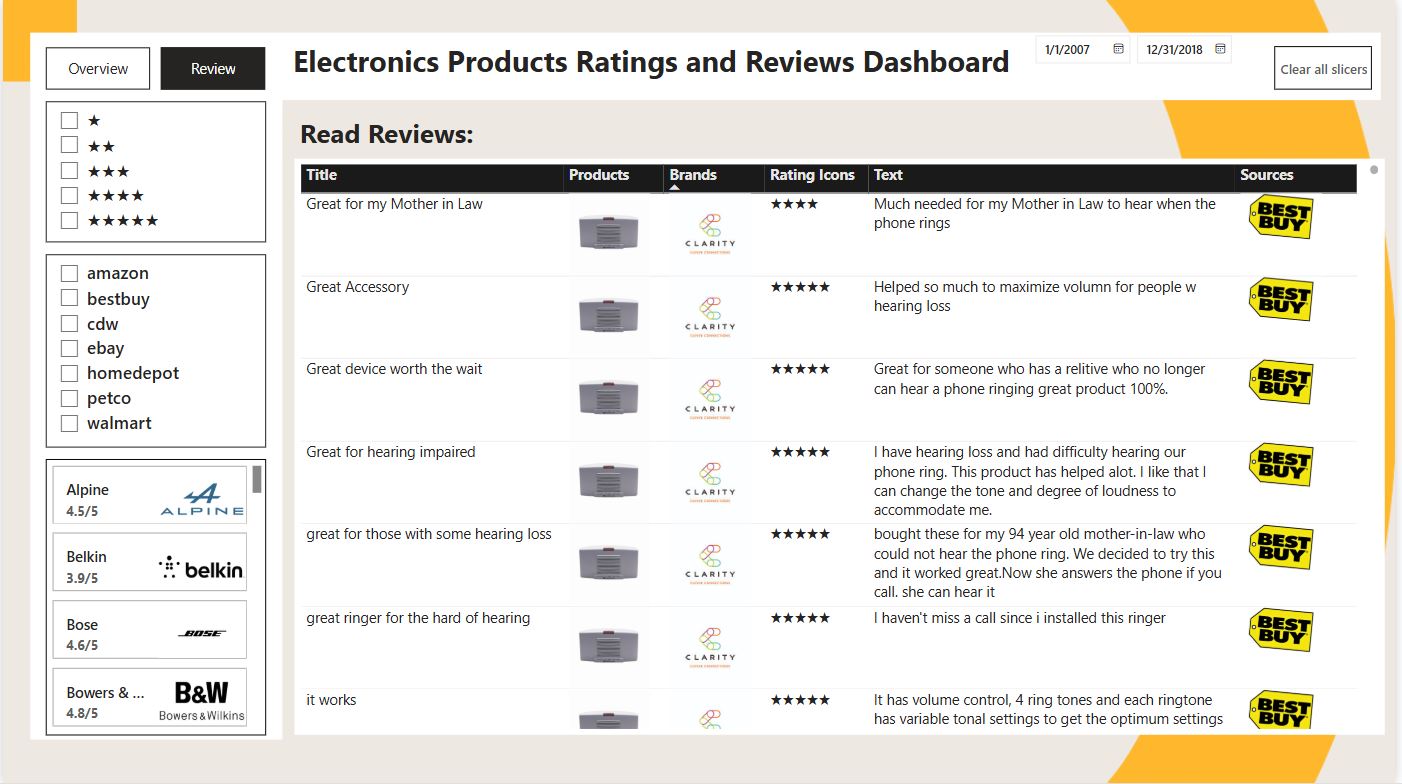 Overview
Review
Electronics Products Ratings and Reviews Dashboard
1/1/2007
12/31/2018
Clear all slicers
★
★★
★★★
★★★★
★★★★★
amazon
bestbuy
cdw
ebay
homedepot
petco
walmart
Alpine
4.5/5
ALPINE
Belkin
3.9/5
belkin
Bose
4.6/5
BOSE
Bowers & ...
4.8/5
B&W
Bowers & Wilkins
Read Reviews:
Title Products Brands Rating Icons Text Sources
Great for my Mother in Law
CLARITY
★★★★
Much needed for my Mother in Law to hear when the
phone rings
BEST
BUY
Great Accessory
CLARITY
★★★★★
Helped so much to maximize volumn for people w
hearing loss
BEST
BUY
Great device worth the wait
CLARITY
★★★★★
Great for someone who has a relitive who no longer
can hear a phone ringing great product 100%.
BEST
BUY
Great for hearing impaired
CLARITY
★★★★★
I have hearing loss and had difficulty hearing our
phone ring. This product has helped alot. I like that I
can change the tone and degree of loudness to
accommodate me.
BEST
BUY
great for those with some hearing loss
CLARITY
★★★★★
bought these for my 94 year old mother-in-law who
could not hear the phone ring. We decided to try this
and it worked great.Now she answers the phone if you
call. she can hear it
BEST
BUY
great ringer for the hard of hearing
CLARITY
★★★★★
I haven't miss a call since i installed this ringer
BEST
BUY
it works
★★★★★
It has volume control, 4 ring tones and each ringtone
has variable tonal settings to get the optimum settings
BEST
BUY